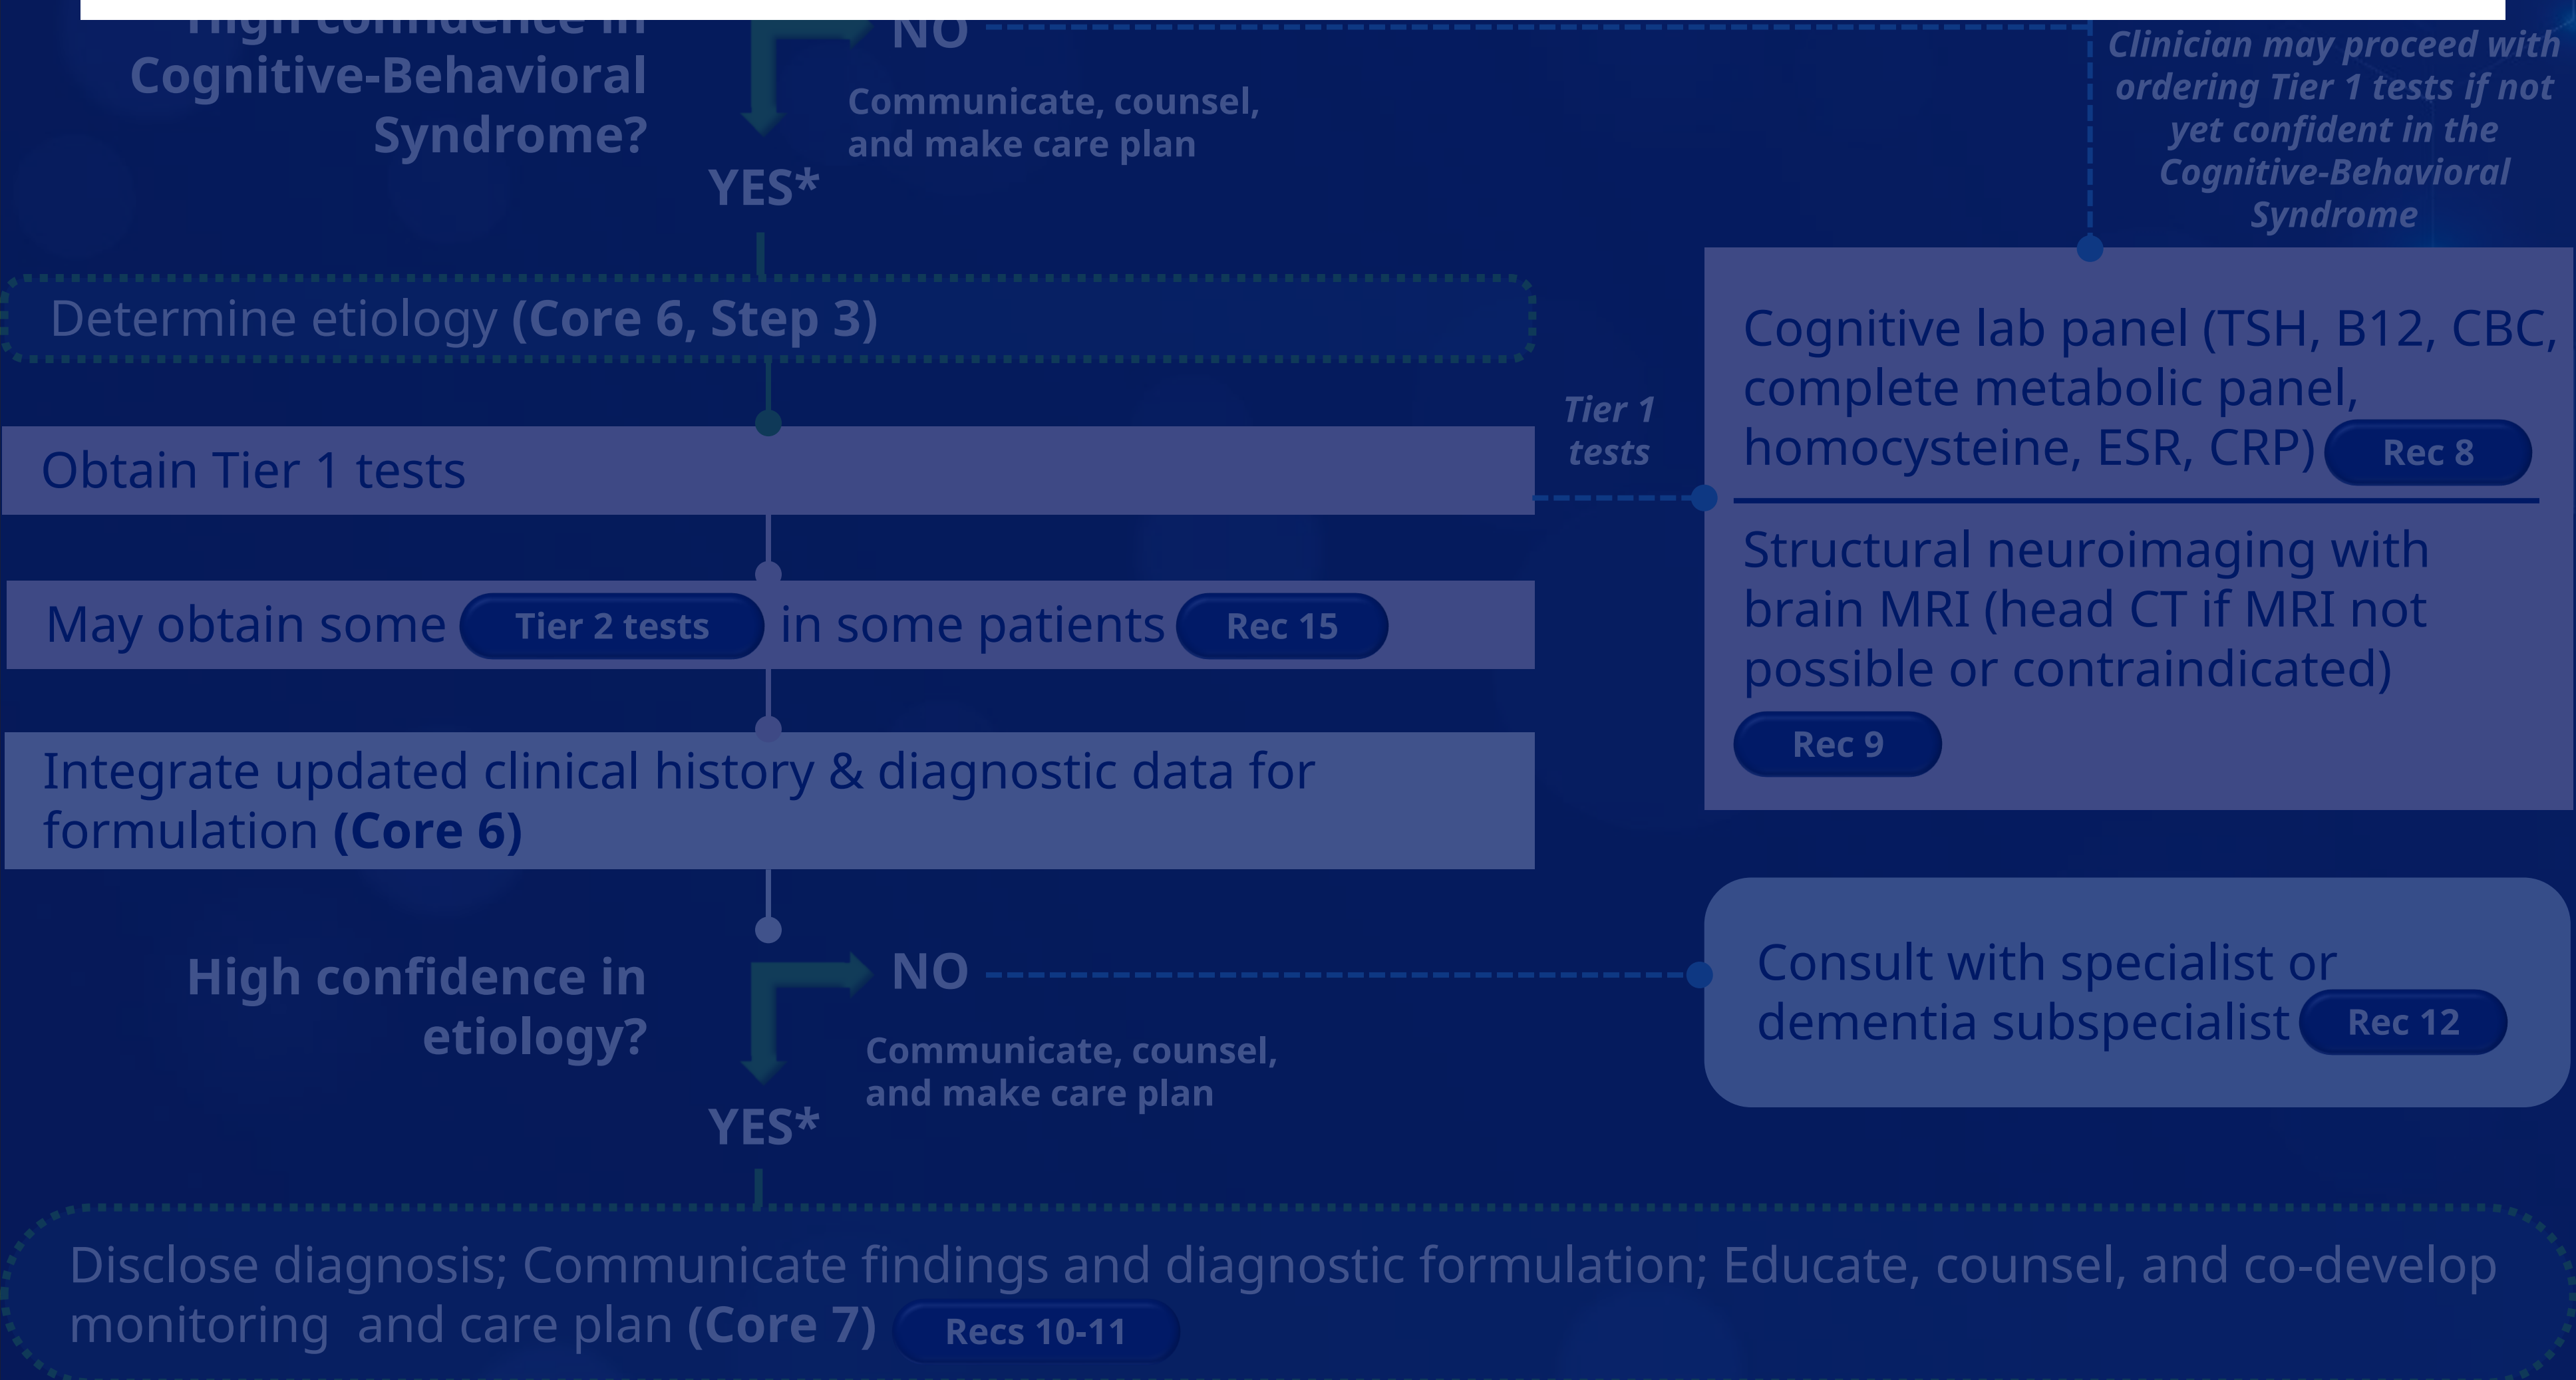 High confidence in
Cognitive-Behavioral
Syndrome?
NO
Communicate, counsel,
and make care plan
YES*
Clinician may proceed with
ordering Tier 1 tests if not
yet confident in the
Cognitive-Behavioral
Syndrome
Determine etiology (Core 6, Step 3)
Obtain Tier 1 tests
Tier 1
tests
Cognitive lab panel (TSH, B12, CBC,
complete metabolic panel,
homocysteine, ESR, CRP) Rec 8
Structural neuroimaging with
brain MRI (head CT if MRI not
possible or contraindicated)
Rec 9
May obtain some Tier 2 tests in some patients Rec 15
Integrate updated clinical history & diagnostic data for
formulation (Core 6)
High confidence in
etiology?
NO
Communicate, counsel,
and make care plan
YES*
Consult with specialist or
dementia subspecialist Rec 12
Disclose diagnosis; Communicate findings and diagnostic formulation; Educate, counsel, and co-develop
monitoring  and care plan (Core 7) Recs 10-11